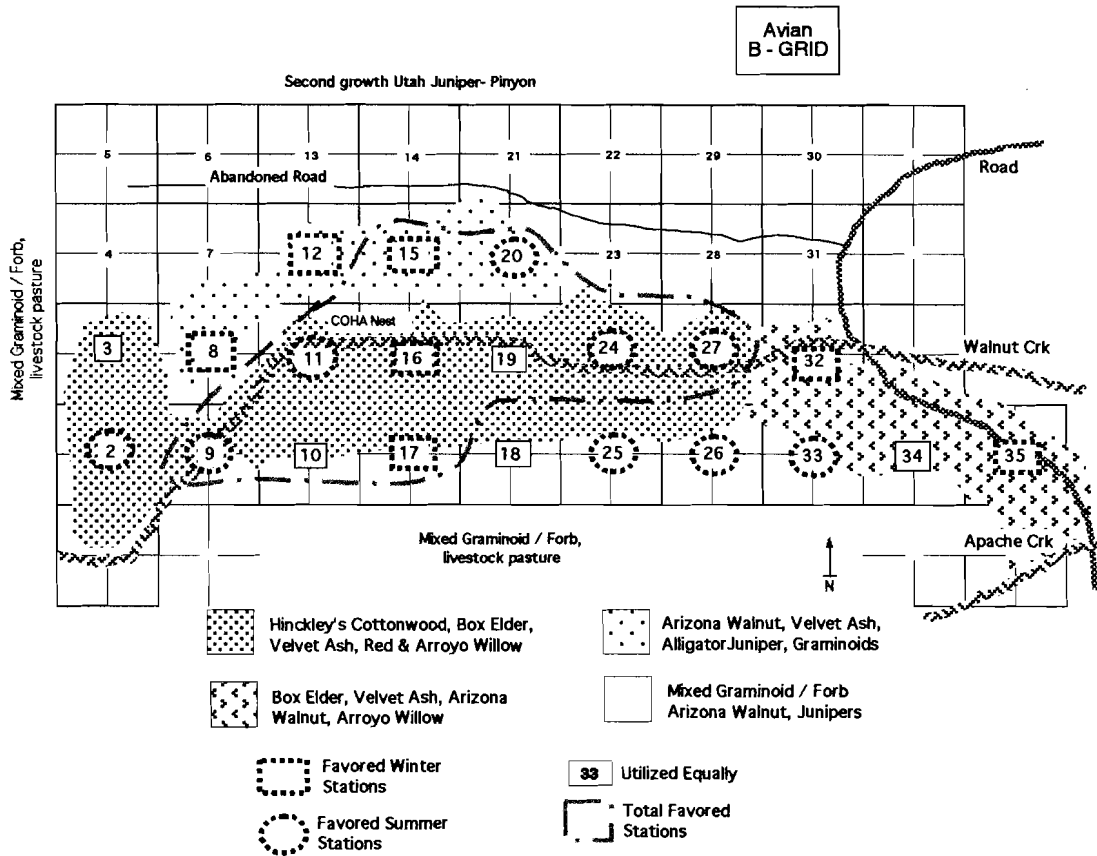 Avian
B - GRID
Second growth Utah Juniper- Pinyon
5 6 13 14 21 22 29 30
Road
Abandoned Road
4 7 12 15 20 23 28 31
Mixed Graminoid / Forb,
livestock pasture
COHA Nest
3 8 11 16 19 24 27 32
Walnut Crk
2 9 10 17 18 25 26 33 34 35
Mixed Graminoid / Forb,
livestock pasture
Apache Crk
N
Hinckley's Cottonwood, Box Elder,
Velvet Ash, Red & Arroyo Willow
Arizona Walnut, Velvet Ash,
AlligatorJuniper, Graminoids
Box Elder, Velvet Ash, Arizona
Walnut, Arroyo Willow
Mixed Graminoid / Forb
Arizona Walnut, Junipers
Favored Winter
Stations
33 Utilized Equally
Favored Summer
Stations
Total Favored
Stations